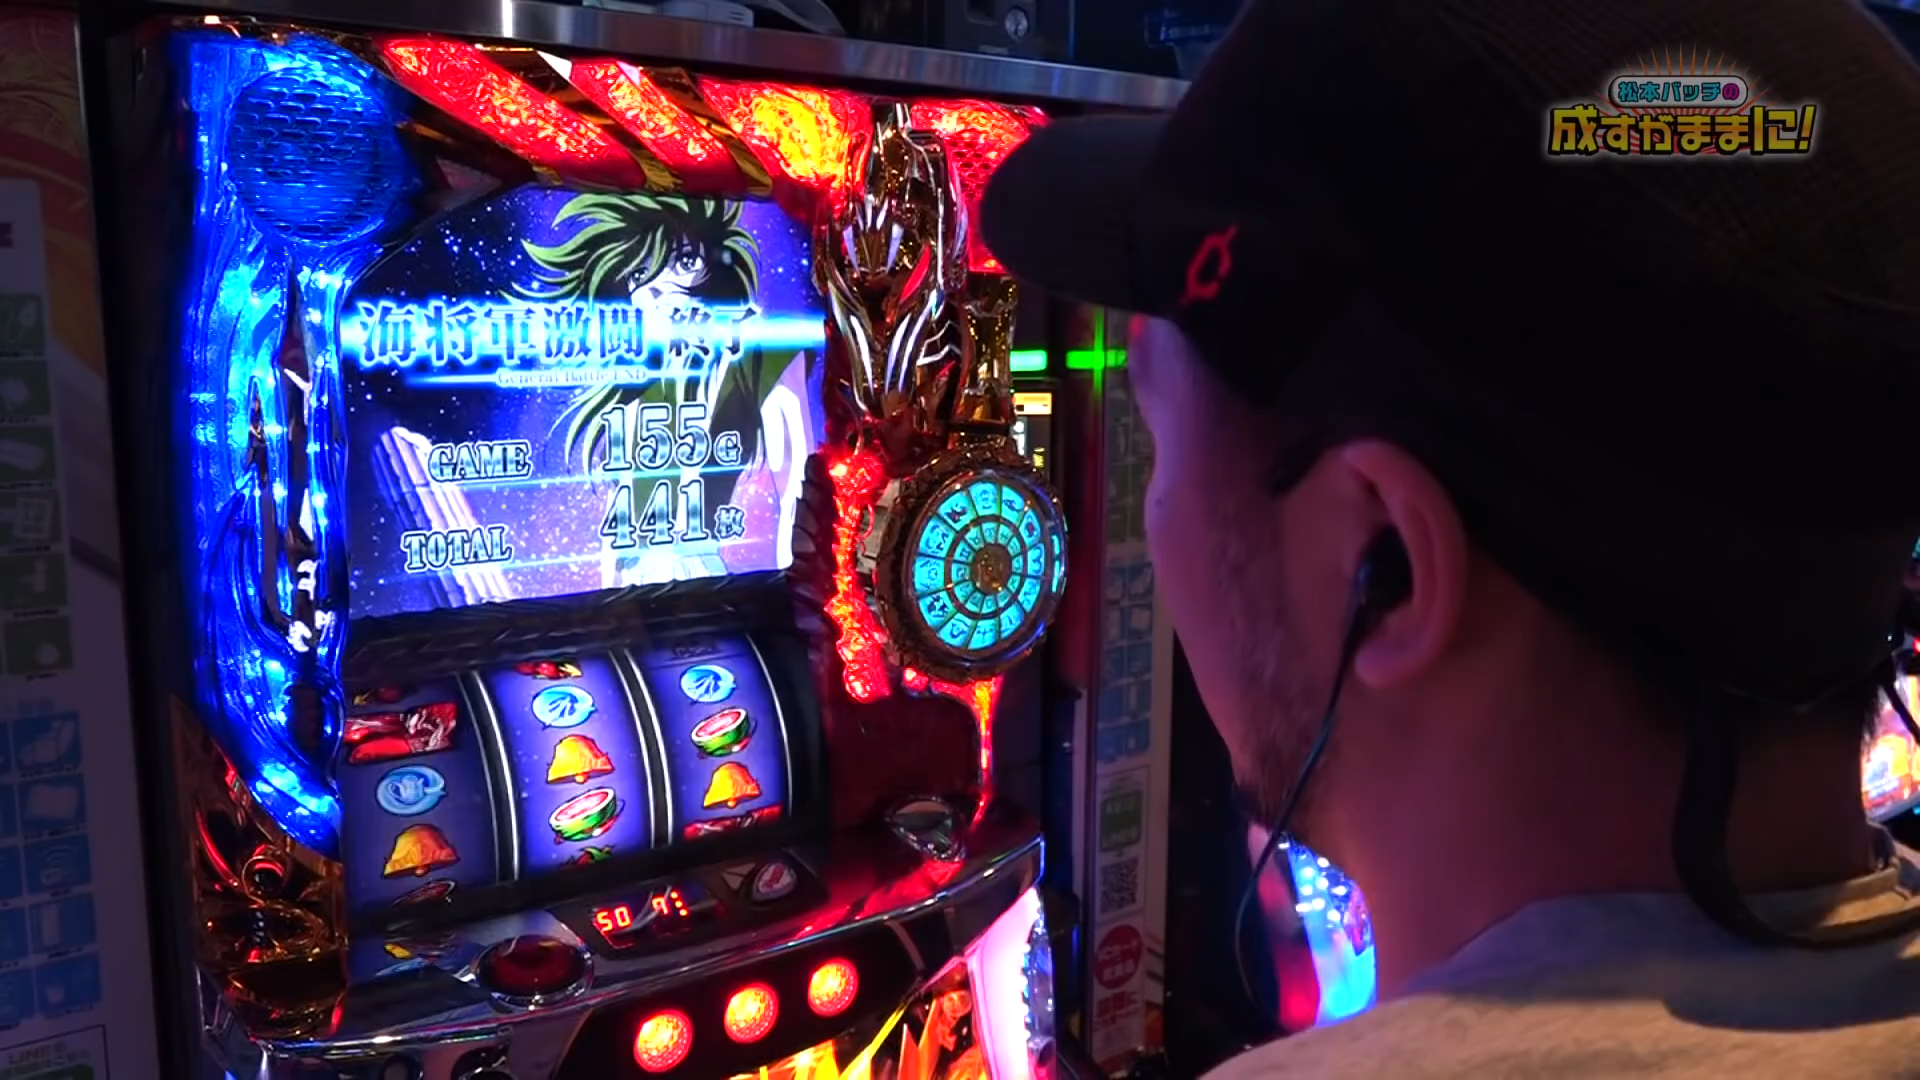 松本バッチの
成すがままに!
海将軍激闘 終了
General Battle END
GAME 155G
TOTAL 441枚
50